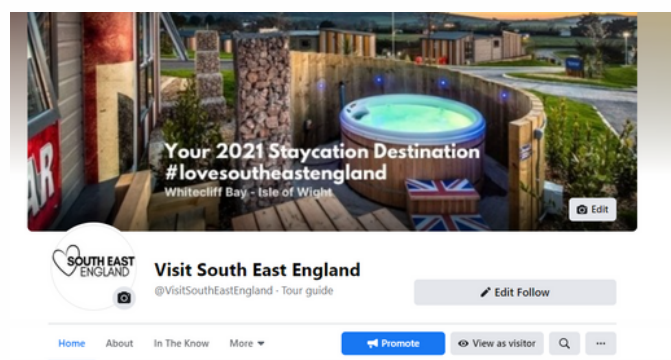 AR
Your 2021 Staycation Destination
#lovesoutheastengland
Whitecliff Bay - Isle of Wight
Edit
SOUTH EAST
ENGLAND
Visit South East England
@VisitSouthEastEngland · Tour guide
Edit Follow
Home About In The Know More
Promote View as visitor